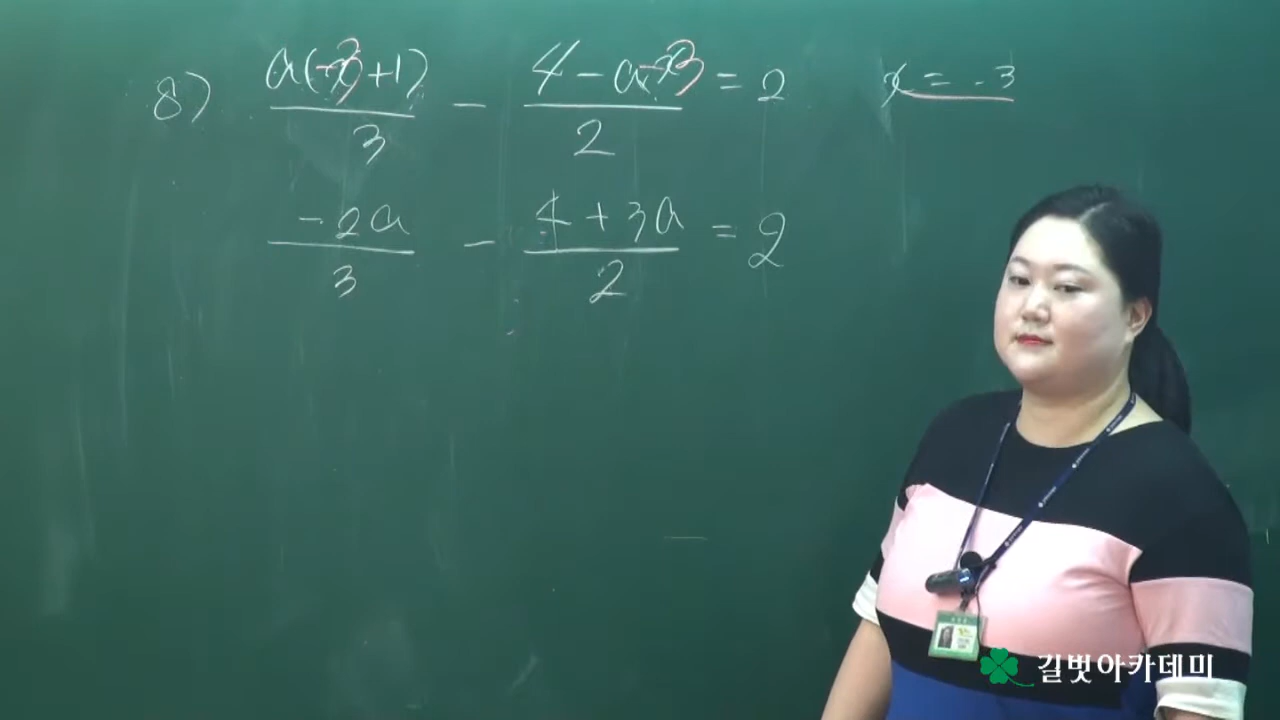 8) a(x+1)/3 - 4-ax/2 = 2 x = -3
-3 -3
-2a/3 - 4+3a/2 = 2
길벗아카데미